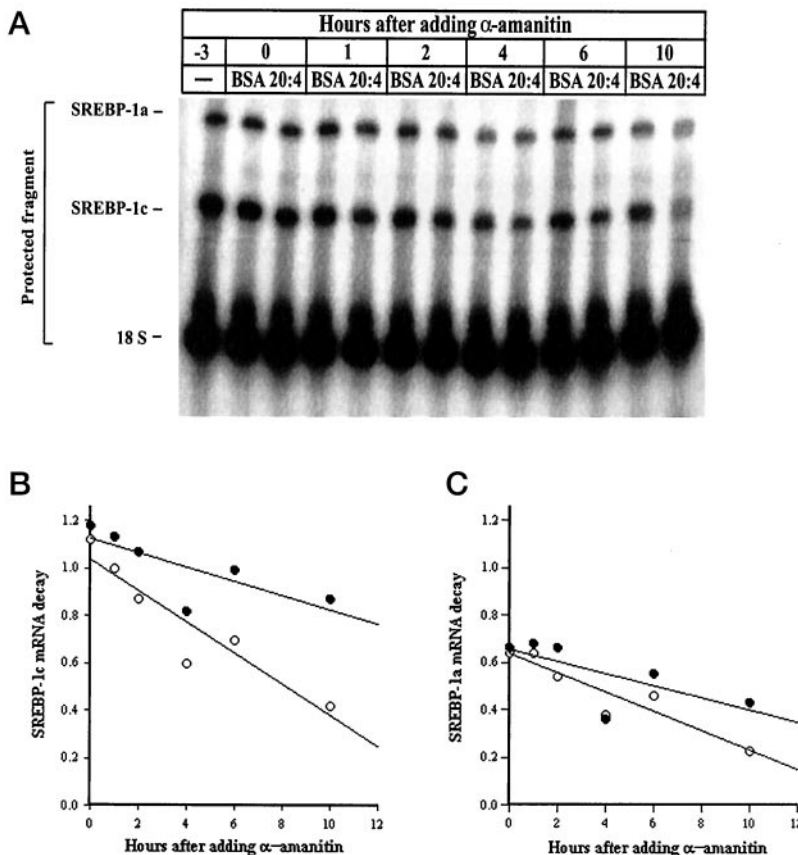 A
Hours after adding α-amanitin
-3 0 1 2 4 6 10
— BSA 20:4 BSA 20:4 BSA 20:4 BSA 20:4 BSA 20:4 BSA 20:4
Protected fragment
SREBP-1a –
SREBP-1c –
18 S –
B
SREBP-1c mRNA decay
1.2
1.0
0.8
0.6
0.4
0.2
0.0
0 2 4 6 8 10 12
Hours after adding α–amanitin
C
SREBP-1a mRNA decay
1.2
1.0
0.8
0.6
0.4
0.2
0.0
0 2 4 6 8 10 12
Hours after adding α–amanitin